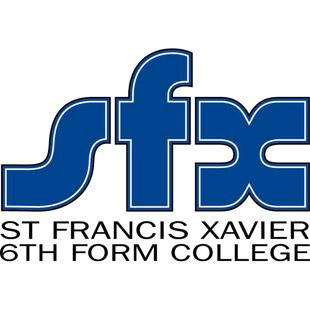 sfx
ST FRANCIS XAVIER
6TH FORM COLLEGE